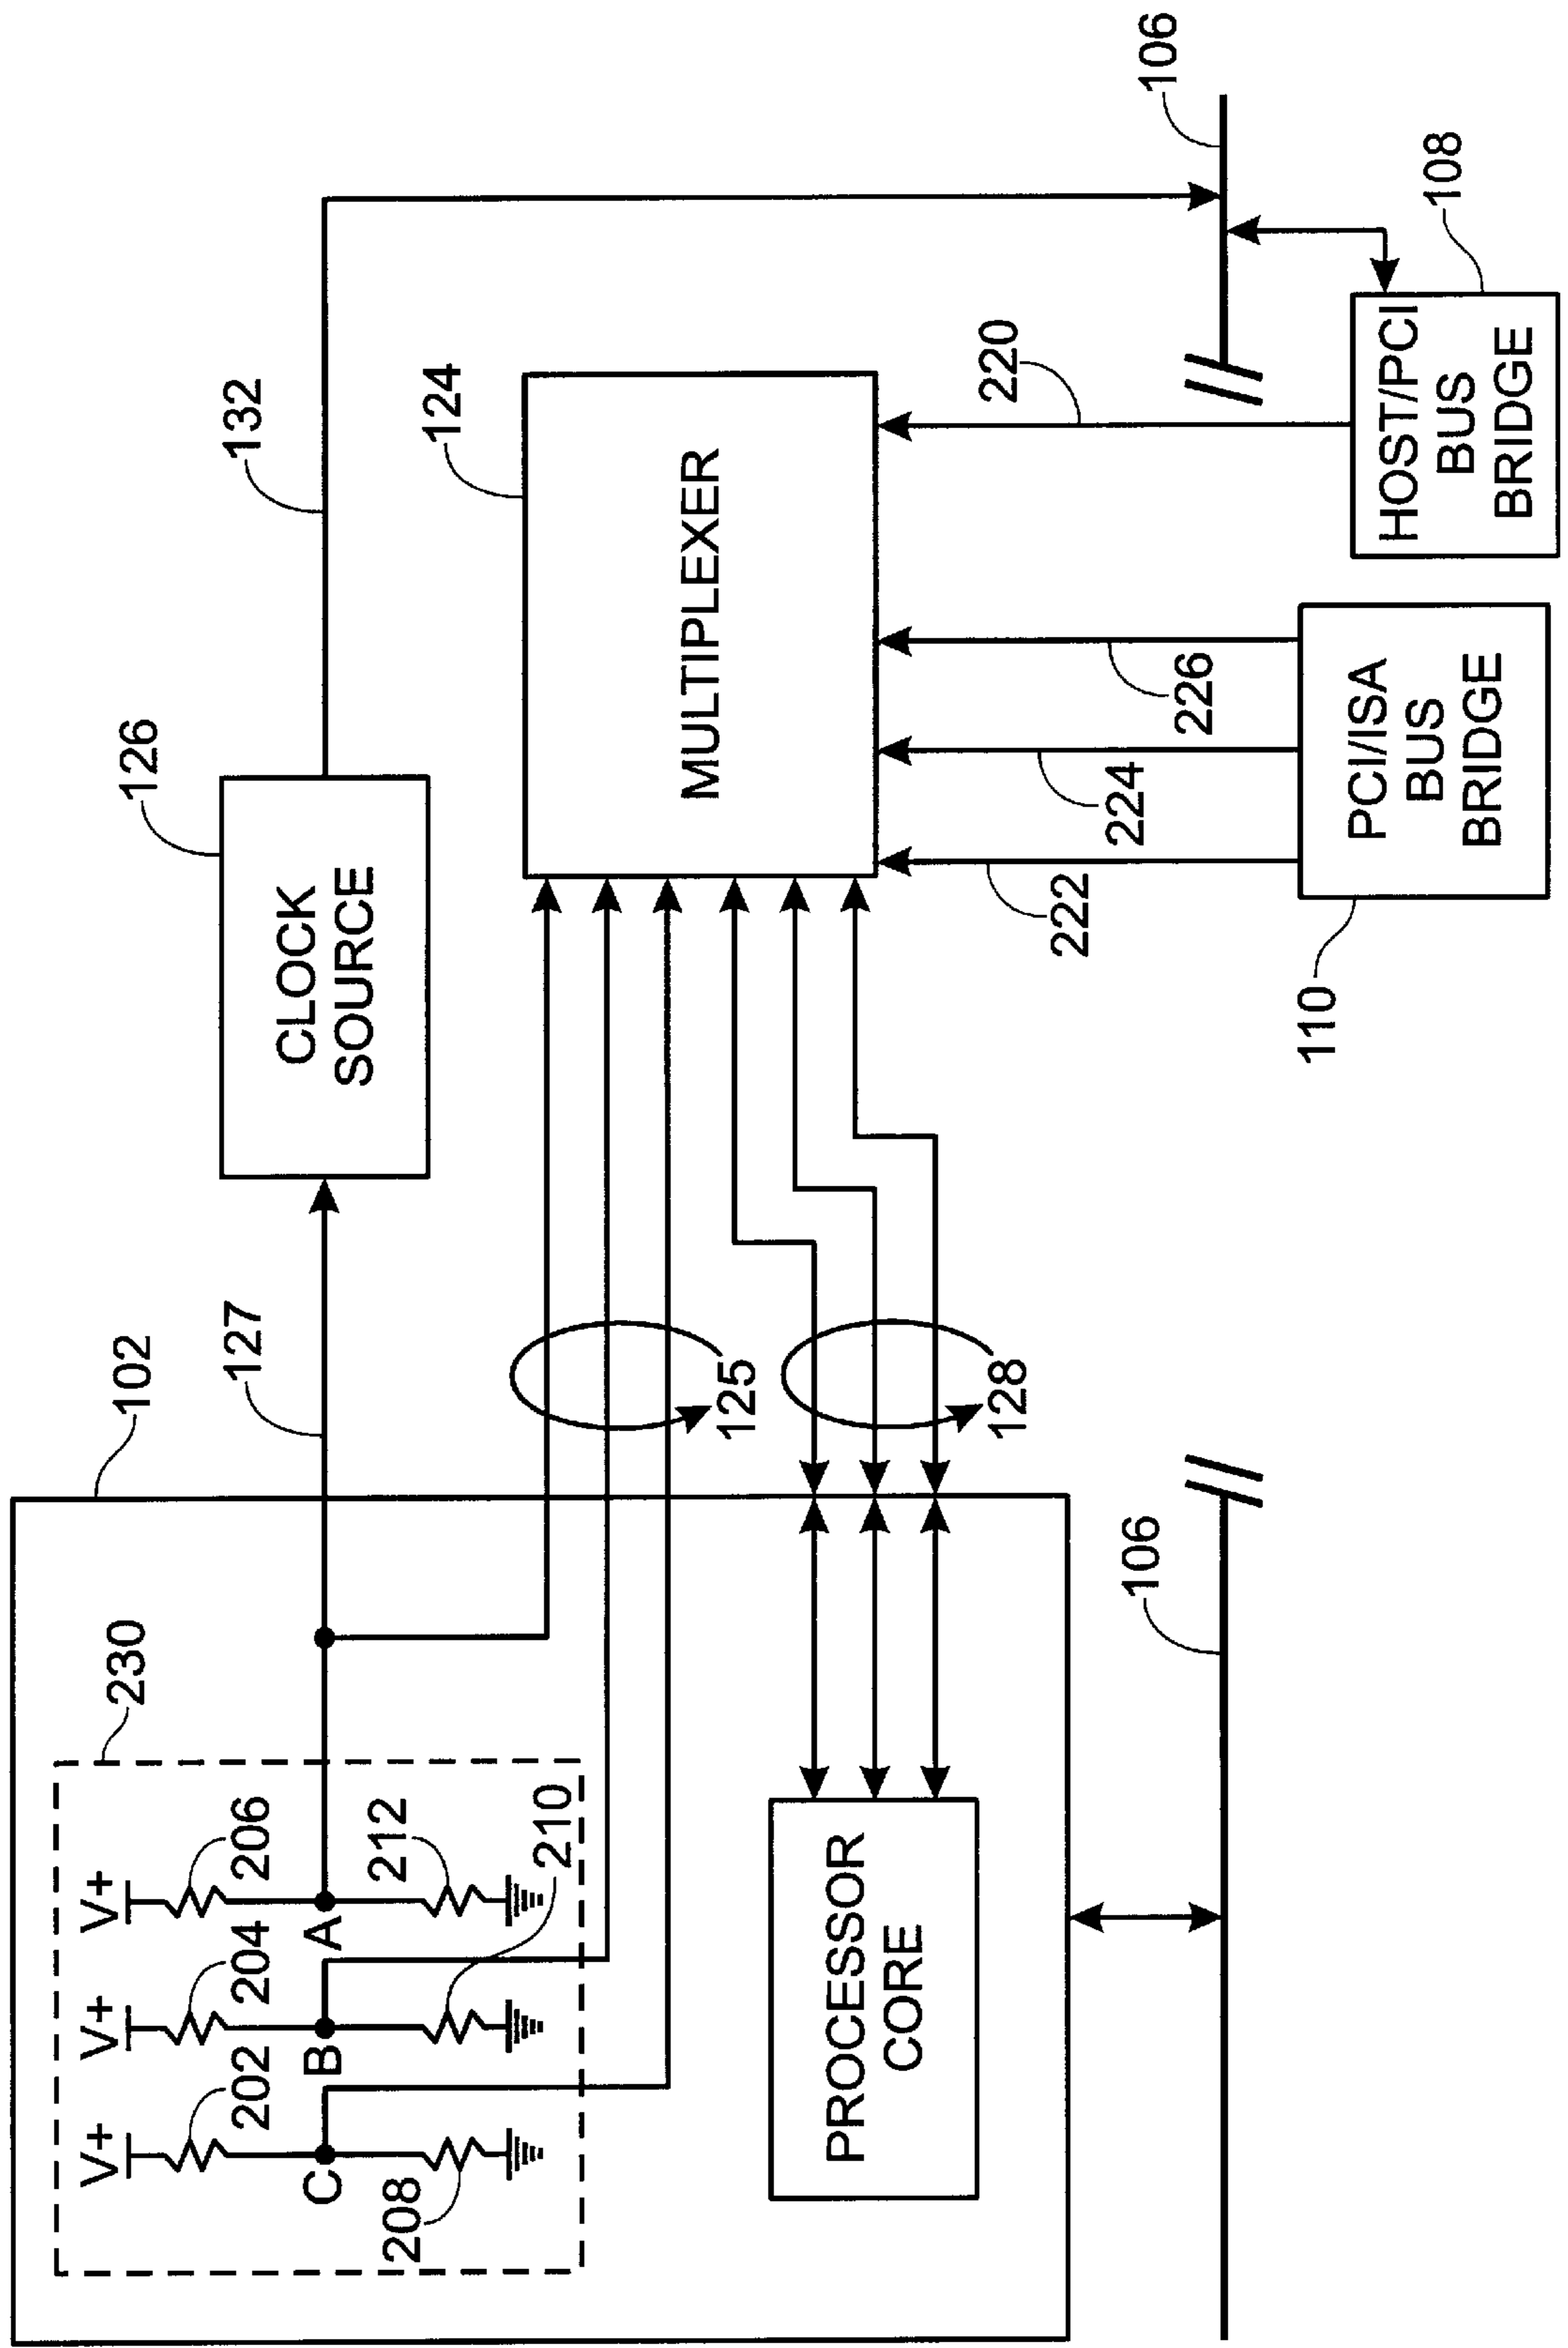 102
230
V+
V+
V+
202
204
206
C
B
A
208
212
210
PROCESSOR
CORE
106
127
125
128
126
CLOCK
SOURCE
132
124
MULTIPLEXER
222
224
226
220
110
PCI/ISA
BUS
BRIDGE
HOST/PCI
BUS
BRIDGE
108
106